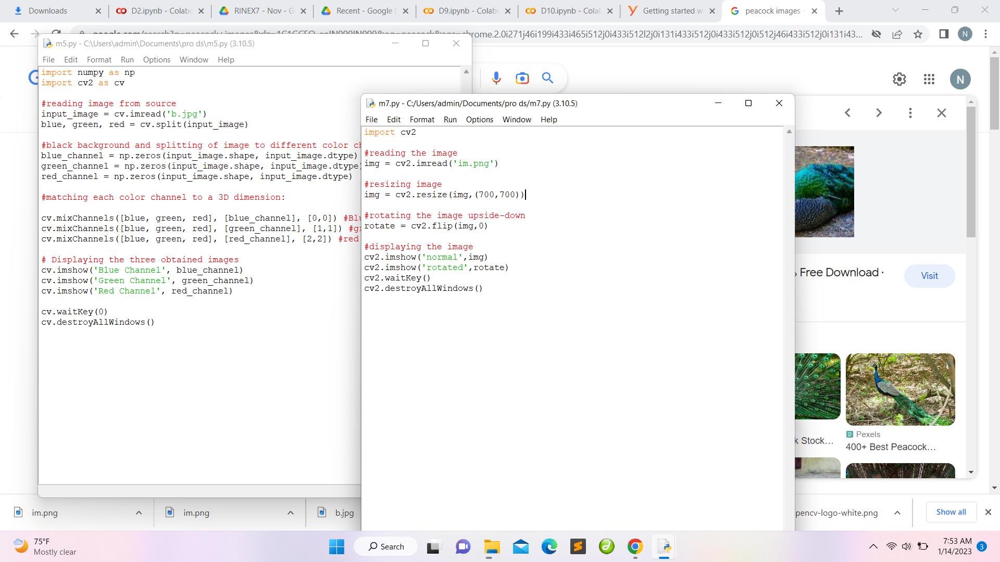 Downloads
D2.ipynb - Colab
RINEX7 - Nov - G
Recent - Google
D9.ipynb - Colab
D10.ipynb - Colab
Getting started w
peacock images -
chrome.2.0i271j46i199i433i465i512j0i433i512l2j0i131i433i512j0i433i512j0i512j46i433i512j0i131i43...
N
m5.py - C:\Users\admin\Documents\pro ds\m5.py (3.10.5)
File Edit Format Run Options Window Help
import numpy as np
import cv2 as cv
#reading image from source
input_image = cv.imread('b.jpg')
blue, green, red = cv.split(input_image)
#black background and splitting of image to different color ch
blue_channel = np.zeros(input_image.shape, input_image.dtype)
green_channel = np.zeros(input_image.shape, input_image.dtype)
red_channel = np.zeros(input_image.shape, input_image.dtype)
#matching each color channel to a 3D dimension:
cv.mixChannels([blue, green, red], [blue_channel], [0,0]) #Blu
cv.mixChannels([blue, green, red], [green_channel], [1,1]) #gr
cv.mixChannels([blue, green, red], [red_channel], [2,2]) #red
# Displaying the three obtained images
cv.imshow('Blue Channel', blue_channel)
cv.imshow('Green Channel', green_channel)
cv.imshow('Red Channel', red_channel)
cv.waitKey(0)
cv.destroyAllWindows()
N
m7.py - C:/Users/admin/Documents/pro ds/m7.py (3.10.5)
File Edit Format Run Options Window Help
import cv2
#reading the image
img = cv2.imread('im.png')
#resizing image
img = cv2.resize(img,(700,700))
#rotating the image upside-down
rotate = cv2.flip(img,0)
#displaying the image
cv2.imshow('normal',img)
cv2.imshow('rotated',rotate)
cv2.waitKey()
cv2.destroyAllWindows()
Free Download ·
Visit
k Stock...
Pexels
400+ Best Peacock...
im.png
im.png
b.jpg
pencv-logo-white.png
Show all
75°F
Mostly clear
Search
7:53 AM
1/14/2023
3